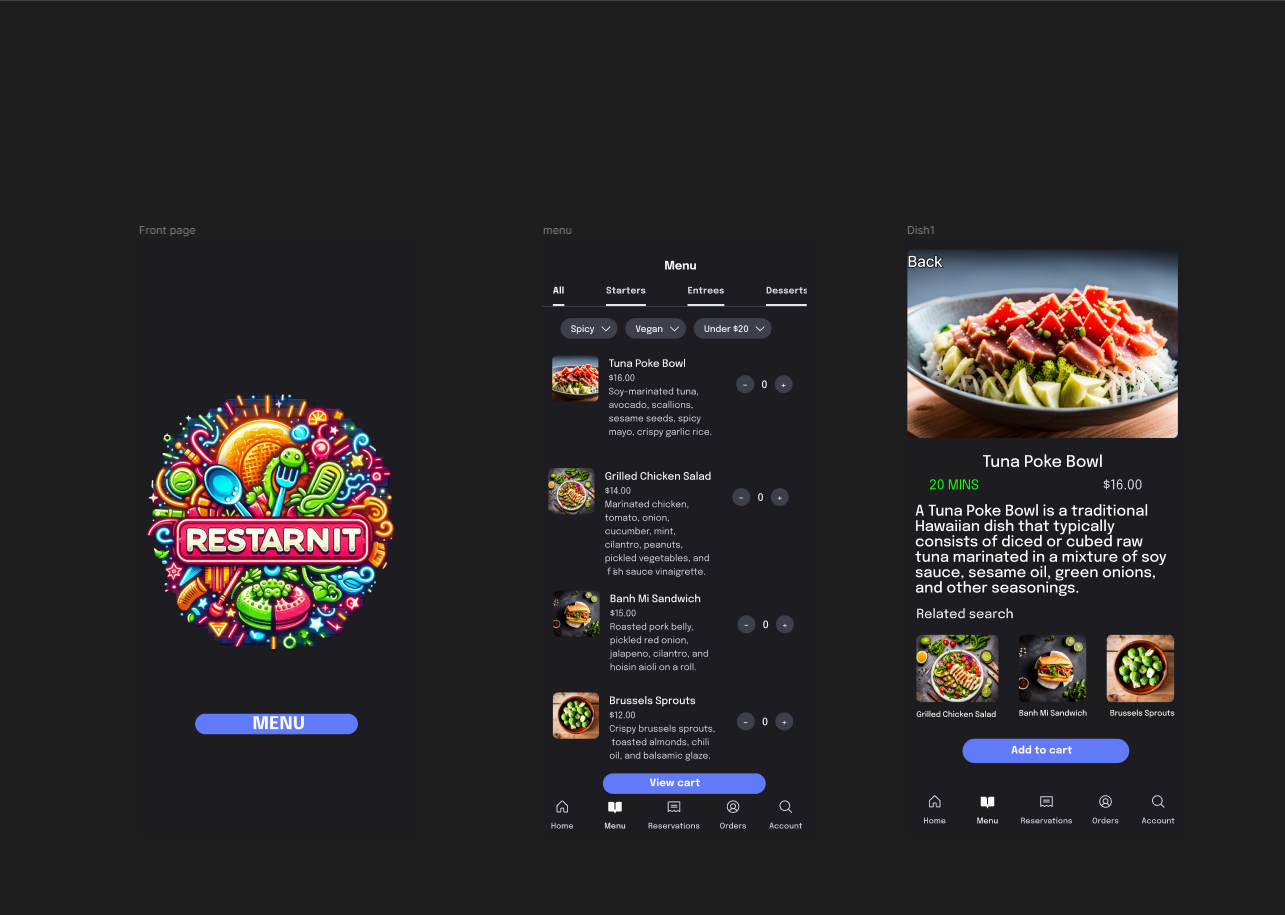 Front page
RESTARNIT
MENU
menu
Menu
All Starters Entrees Desserts
Spicy Vegan Under $20
Tuna Poke Bowl
$16.00
Soy-marinated tuna,
avocado, scallions,
sesame seeds, spicy
mayo, crispy garlic rice.
- 0 +
Grilled Chicken Salad
$14.00
Marinated chicken,
tomato, onion,
cucumber, mint,
cilantro, peanuts,
pickled vegetables, and
fish sauce vinaigrette.
- 0 +
Banh Mi Sandwich
$15.00
Roasted pork belly,
pickled red onion,
jalapeno, cilantro, and
hoisin aioli on a roll.
- 0 +
Brussels Sprouts
$12.00
Crispy brussels sprouts,
toasted almonds, chili
oil, and balsamic glaze.
- 0 +
View cart
Home Menu Reservations Orders Account
Dish1
Back
Tuna Poke Bowl
20 MINS $16.00
A Tuna Poke Bowl is a traditional
Hawaiian dish that typically
consists of diced or cubed raw
tuna marinated in a mixture of soy
sauce, sesame oil, green onions,
and other seasonings.
Related search
Grilled Chicken Salad Banh Mi Sandwich Brussels Sprouts
Add to cart
Home Menu Reservations Orders Account